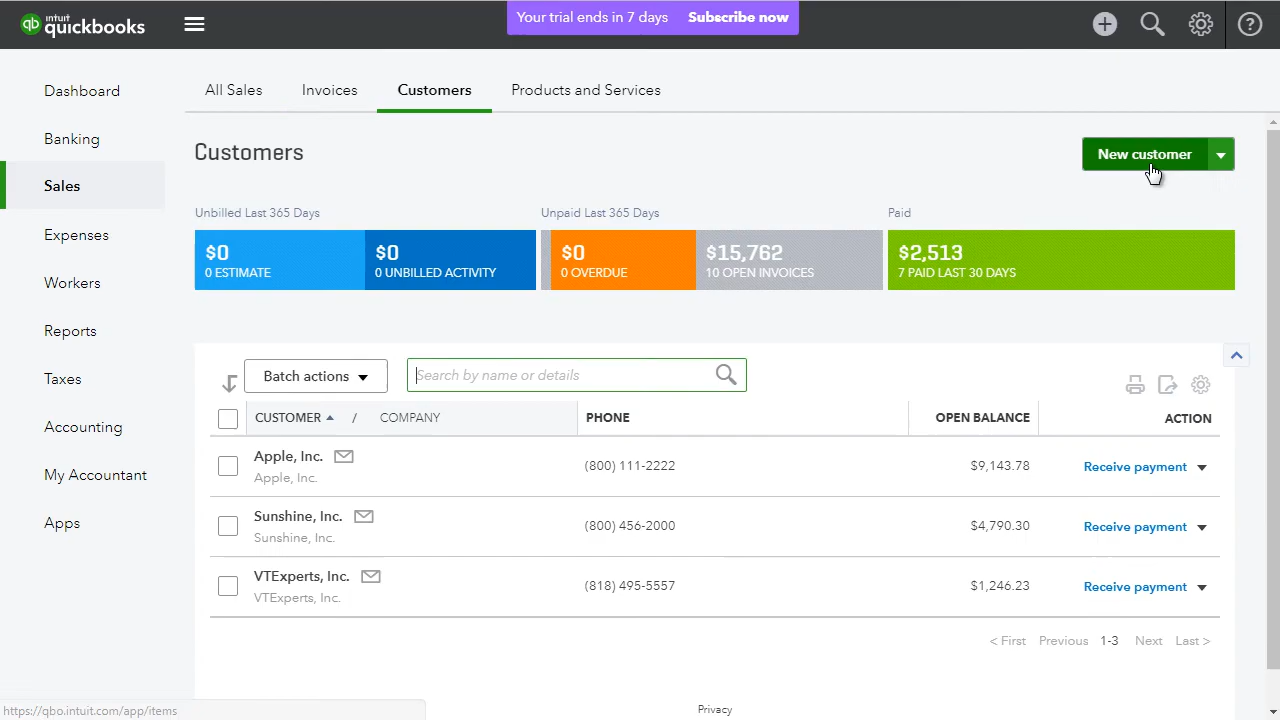 intuit
quickbooks
Your trial ends in 7 days Subscribe now
Dashboard
Banking
Sales
Expenses
Workers
Reports
Taxes
Accounting
My Accountant
Apps
All Sales Invoices Customers Products and Services
Customers
New customer
Unbilled Last 365 Days Unpaid Last 365 Days Paid
$0 $0 $0 $15,762 $2,513
0 ESTIMATE 0 UNBILLED ACTIVITY 0 OVERDUE 10 OPEN INVOICES 7 PAID LAST 30 DAYS
Batch actions Search by name or details
CUSTOMER / COMPANY PHONE OPEN BALANCE ACTION
Apple, Inc. (800) 111-2222 $9,143.78 Receive payment
Apple, Inc.
Sunshine, Inc. (800) 456-2000 $4,790.30 Receive payment
Sunshine, Inc.
VTExperts, Inc. (818) 495-5557 $1,246.23 Receive payment
VTExperts, Inc.
< First Previous 1-3 Next Last >
https://qbo.intuit.com/app/items
Privacy